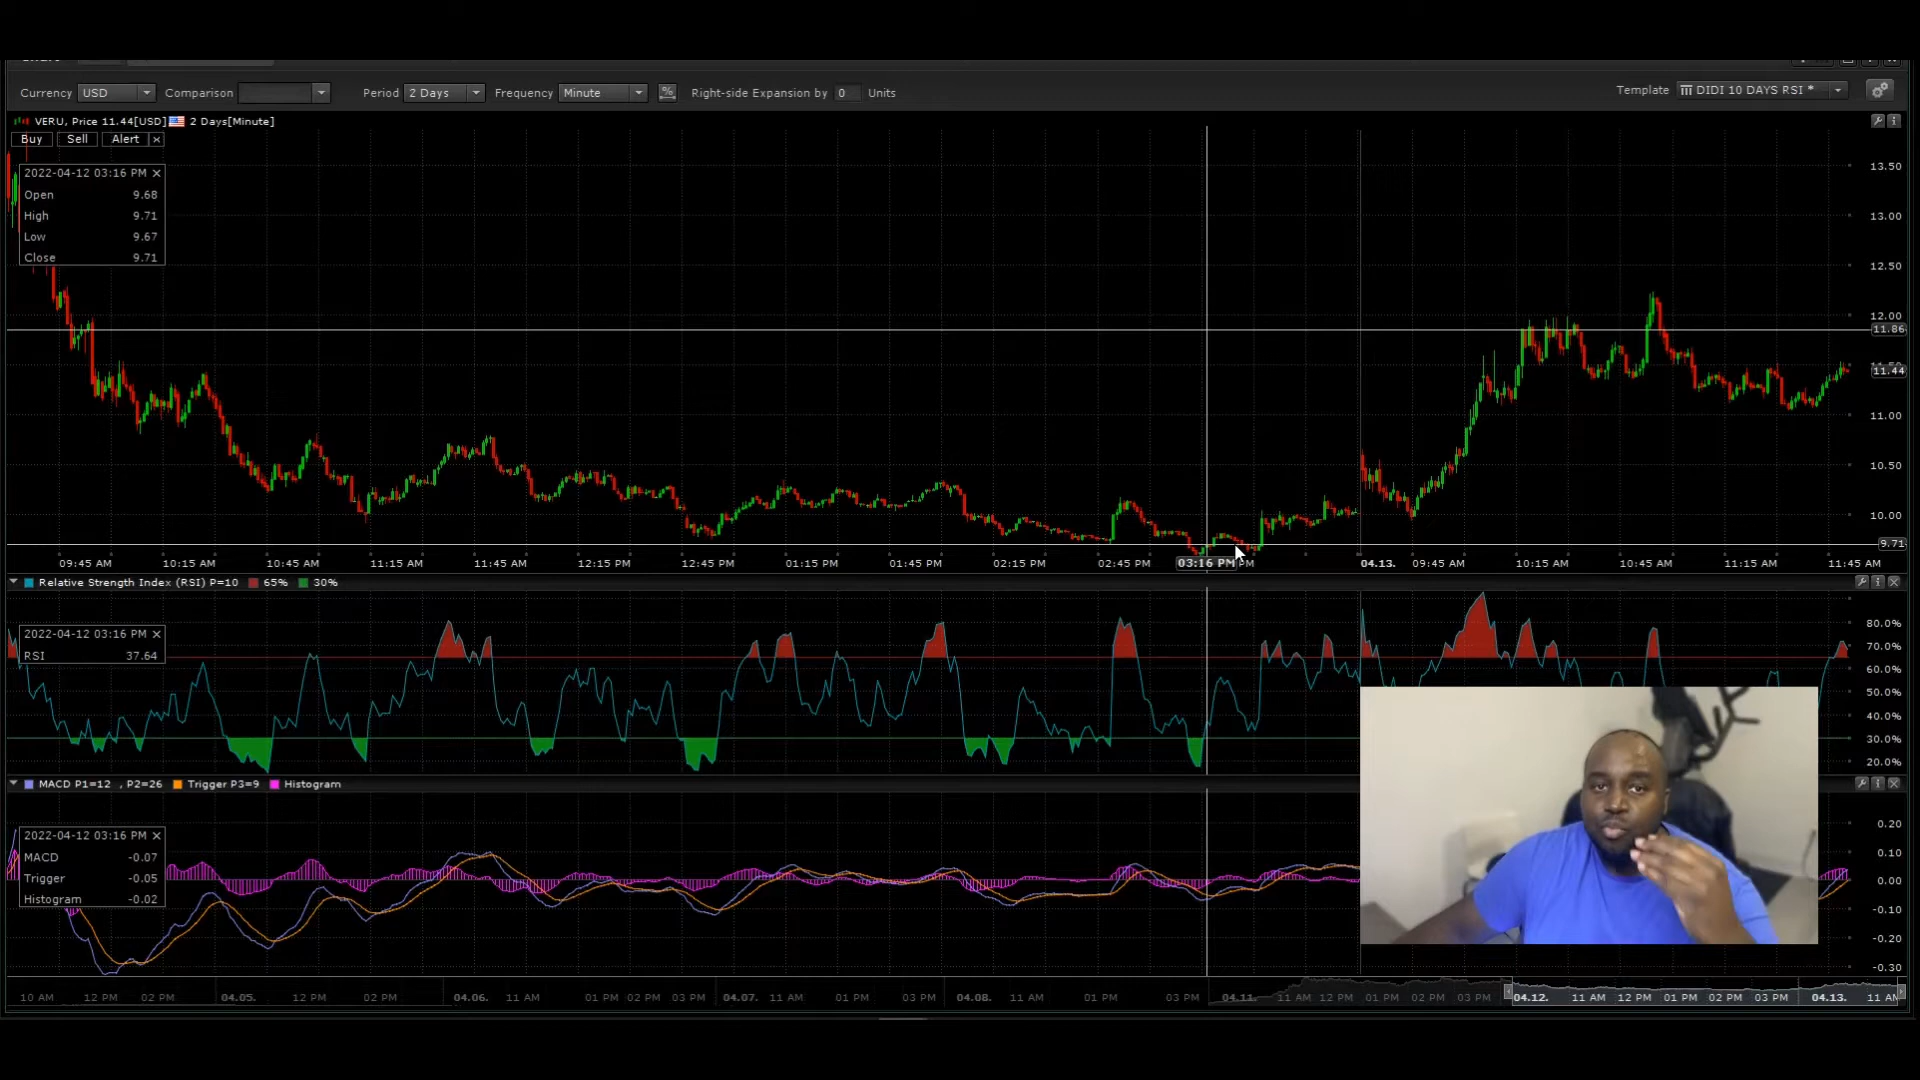 Currency USD Comparison Period 2 Days Frequency Minute % Right-side Expansion by 0 Units Template DIDI 10 DAYS RSI *
VERU, Price 11.44[USD] 2 Days[Minute]
Buy Sell Alert
2022-04-12 03:16 PM
Open 9.68
High 9.71
Low 9.67
Close 9.71
13.50
13.00
12.50
12.00
11.86
11.44
11.00
10.50
10.00
9.71
09:45 AM 10:15 AM 10:45 AM 11:15 AM 11:45 AM 12:15 PM 12:45 PM 01:15 PM 01:45 PM 02:15 PM 02:45 PM 03:16 PM PM 04.13. 09:45 AM 10:15 AM 10:45 AM 11:15 AM 11:45 AM
Relative Strength Index (RSI) P=10 65% 30%
2022-04-12 03:16 PM
RSI 37.64
80.0%
70.0%
60.0%
50.0%
40.0%
30.0%
20.0%
MACD P1=12 , P2=26 Trigger P3=9 Histogram
2022-04-12 03:16 PM
MACD -0.07
Trigger -0.05
Histogram -0.02
0.20
0.10
0.00
-0.10
-0.20
-0.30
10 AM 12 PM 02 PM 04.05. 12 PM 02 PM 04.06. 11 AM 01 PM 02 PM 03 PM 04.07. 11 AM 01 PM 03 PM 04.08. 11 AM 01 PM 03 PM 04.11. 11 AM 12 PM 01 PM 02 PM 03 PM 04.12. 11 AM 12 PM 01 PM 02 PM 03 PM 04.13. 11 AM